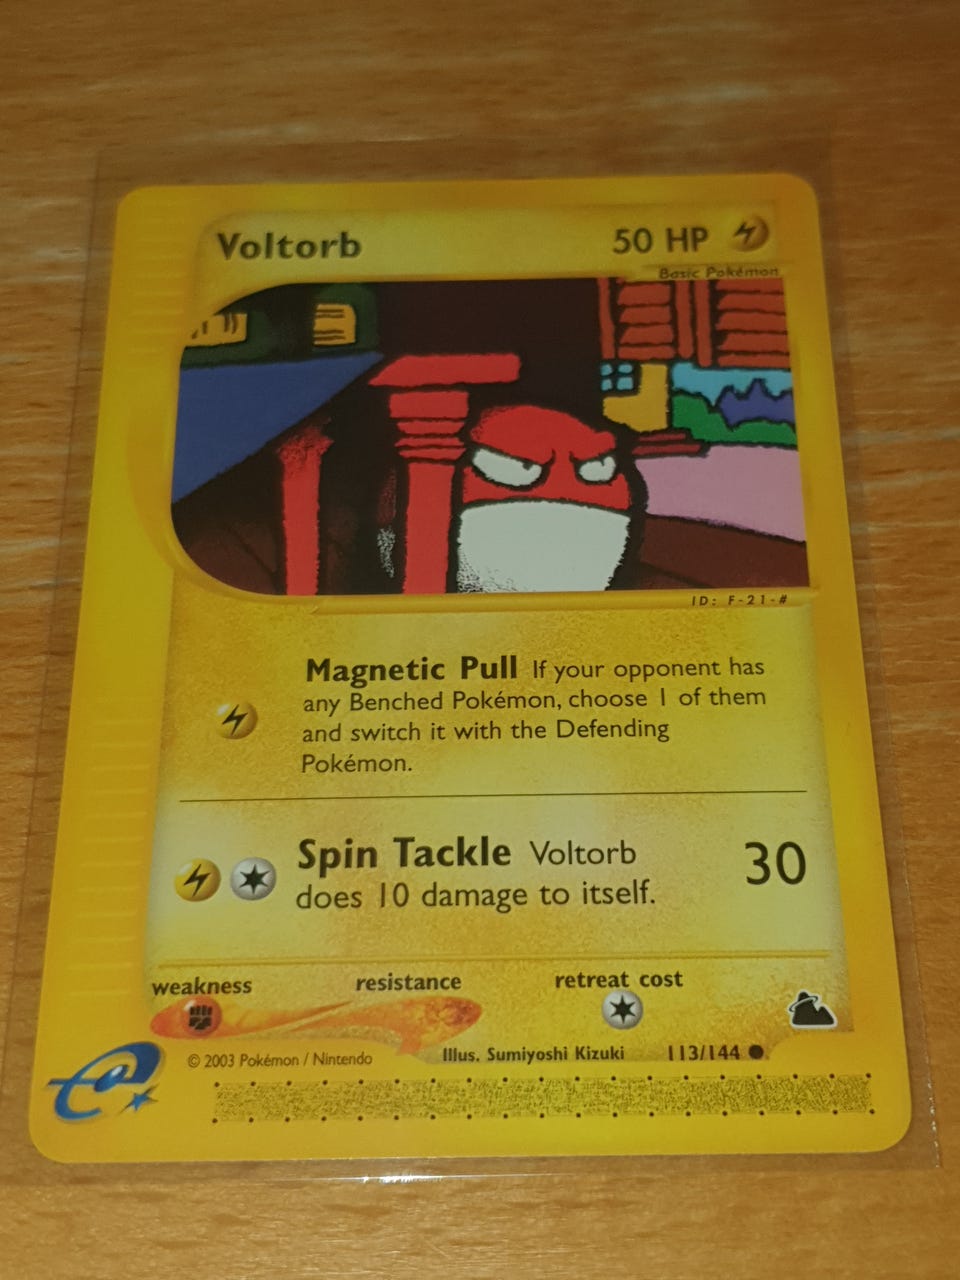 Voltorb 50 HP
Basic Pokémon
ID: F-21-#
Magnetic Pull If your opponent has
any Benched Pokémon, choose 1 of them
and switch it with the Defending
Pokémon.
Spin Tackle Voltorb 30
does 10 damage to itself.
weakness resistance retreat cost
© 2003 Pokémon / Nintendo Illus. Sumiyoshi Kizuki 113/144
e